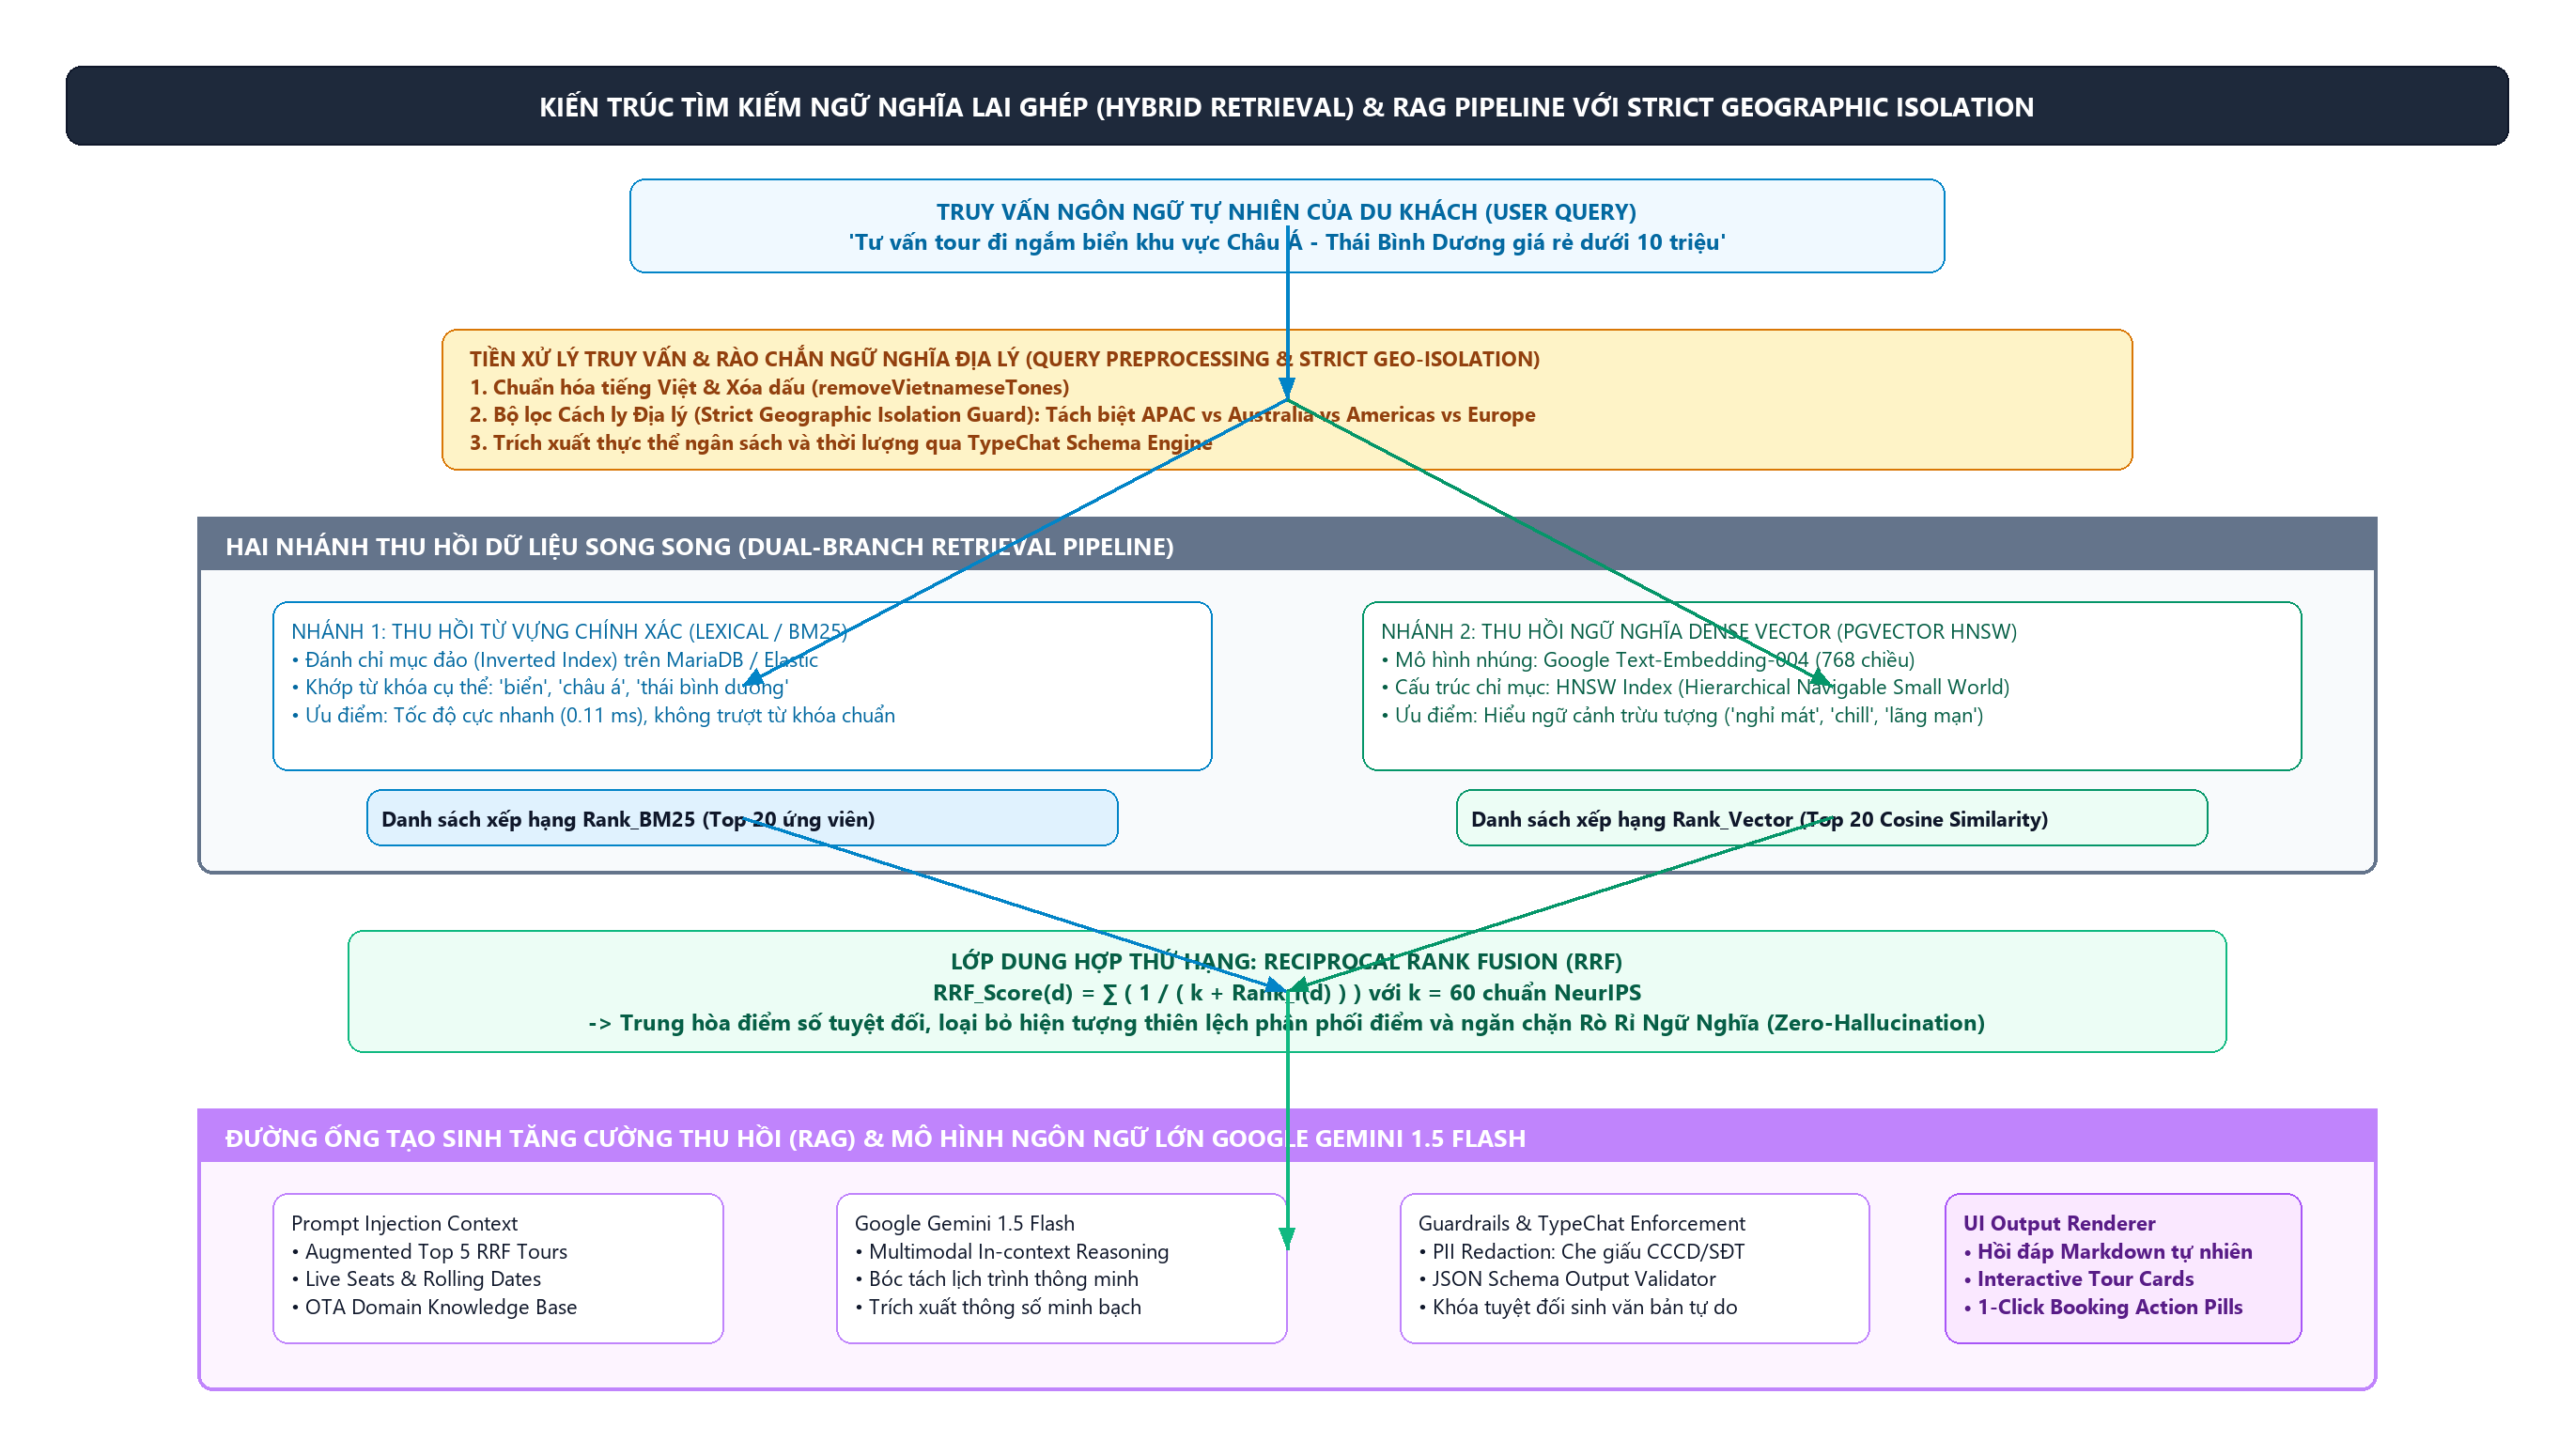 KIẾN TRÚC TÌM KIẾM NGỮ NGHĨA LAI GHÉP (HYBRID RETRIEVAL) & RAG PIPELINE VỚI STRICT GEOGRAPHIC ISOLATION
TRUY VẤN NGÔN NGỮ TỰ NHIÊN CỦA DU KHÁCH (USER QUERY)
'Tư vấn tour đi ngắm biển khu vực Châu Á - Thái Bình Dương giá rẻ dưới 10 triệu'
TIỀN XỬ LÝ TRUY VẤN & RÀO CHẮN NGỮ NGHĨA ĐỊA LÝ (QUERY PREPROCESSING & STRICT GEO-ISOLATION)
1. Chuẩn hóa tiếng Việt & Xóa dấu (removeVietnameseTones)
2. Bộ lọc Cách ly Địa lý (Strict Geographic Isolation Guard): Tách biệt APAC vs Australia vs Americas vs Europe
3. Trích xuất thực thể ngân sách và thời lượng qua TypeChat Schema Engine
HAI NHÁNH THU HỒI DỮ LIỆU SONG SONG (DUAL-BRANCH RETRIEVAL PIPELINE)
NHÁNH 1: THU HỒI TỪ VỰNG CHÍNH XÁC (LEXICAL / BM25)
• Đánh chỉ mục đảo (Inverted Index) trên MariaDB / Elastic
• Khớp từ khóa cụ thể: 'biển', 'châu á', 'thái bình dương'
• Ưu điểm: Tốc độ cực nhanh (0.11 ms), không trượt từ khóa chuẩn
NHÁNH 2: THU HỒI NGỮ NGHĨA DENSE VECTOR (PGVECTOR HNSW)
• Mô hình nhúng: Google Text-Embedding-004 (768 chiều)
• Cấu trúc chỉ mục: HNSW Index (Hierarchical Navigable Small World)
• Ưu điểm: Hiểu ngữ cảnh trừu tượng ('nghỉ mát', 'chill', 'lãng mạn')
Danh sách xếp hạng Rank_BM25 (Top 20 ứng viên)
Danh sách xếp hạng Rank_Vector (Top 20 Cosine Similarity)
LỚP DUNG HỢP THỨ HẠNG: RECIPROCAL RANK FUSION (RRF)
RRF_Score(d) = ∑ ( 1 / ( k + Rank_i(d) ) ) với k = 60 chuẩn NeurIPS
-> Trung hòa điểm số tuyệt đối, loại bỏ hiện tượng thiên lệch phân phối điểm và ngăn chặn Rò Rỉ Ngữ Nghĩa (Zero-Hallucination)
ĐƯỜNG ỐNG TẠO SINH TĂNG CƯỜNG THU HỒI (RAG) & MÔ HÌNH NGÔN NGỮ LỚN GOOGLE GEMINI 1.5 FLASH
Prompt Injection Context
• Augmented Top 5 RRF Tours
• Live Seats & Rolling Dates
• OTA Domain Knowledge Base
Google Gemini 1.5 Flash
• Multimodal In-context Reasoning
• Bóc tách lịch trình thông minh
• Trích xuất thông số minh bạch
Guardrails & TypeChat Enforcement
• PII Redaction: Che giấu CCCD/SĐT
• JSON Schema Output Validator
• Khóa tuyệt đối sinh văn bản tự do
UI Output Renderer
• Hồi đáp Markdown tự nhiên
• Interactive Tour Cards
• 1-Click Booking Action Pills